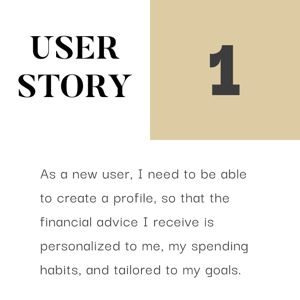 USER
STORY
1
As a new user, I need to be able
to create a profile, so that the
financial advice I receive is
personalized to me, my spending
habits, and tailored to my goals.